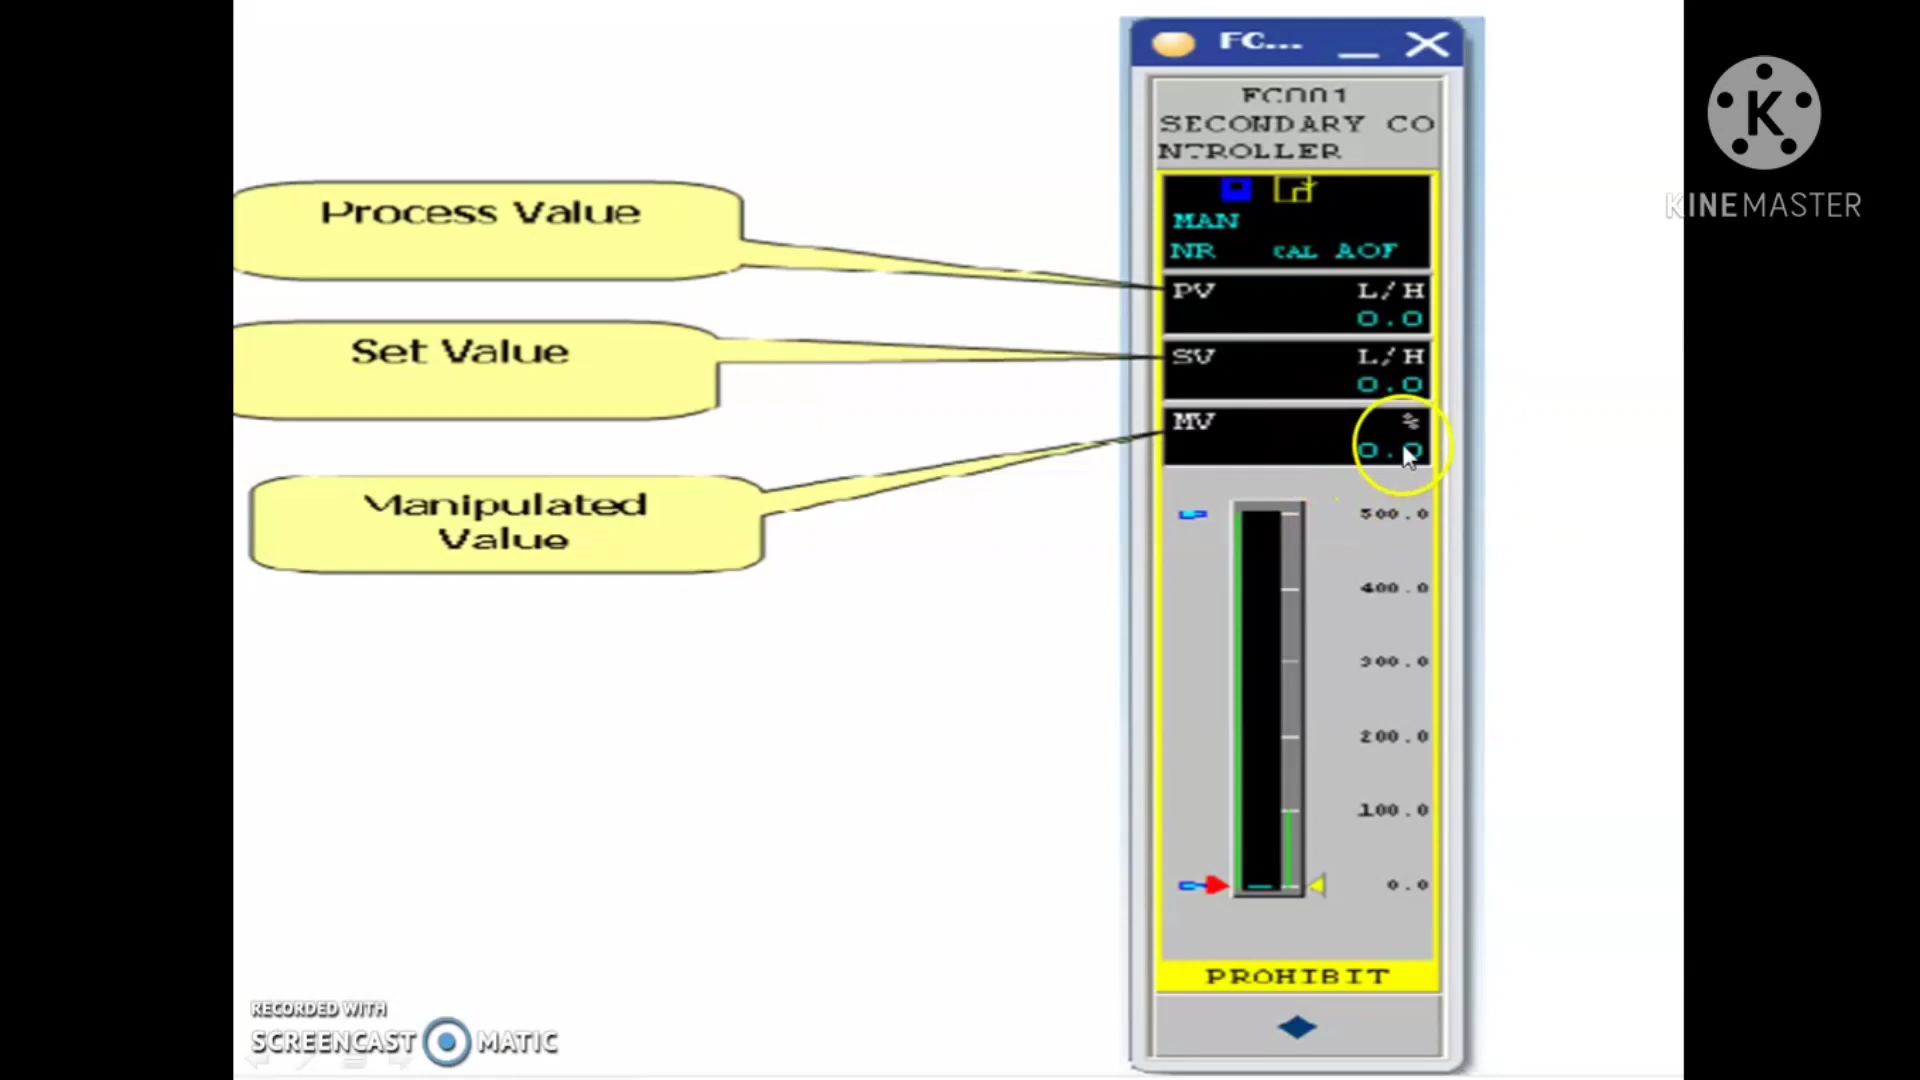 FC...
FC001
SECONDARY CO
NTROLLER
MAN
NR CAL AOF
PV L/H
0.0
SV L/H
0.0
MV %
0.0
500.0
400.0
300.0
200.0
100.0
0.0
PROHIBIT
Process Value
Set Value
Manipulated
Value
K
KINEMASTER
RECORDED WITH
SCREENCAST MATIC